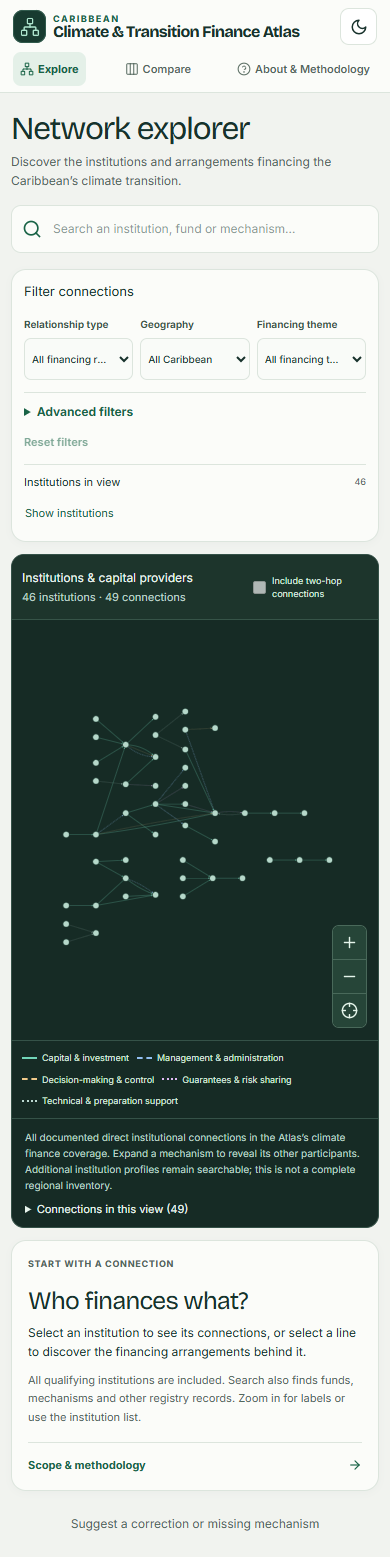 CARIBBEAN
Climate & Transition Finance Atlas
Explore
Compare
About & Methodology
Network explorer
Discover the institutions and arrangements financing the
Caribbean's climate transition.
Search an institution, fund or mechanism...
Filter connections
Relationship type
Geography
Financing theme
All financing r...
All Caribbean
All financing t...
Advanced filters
Reset filters
Institutions in view
46
Show institutions
Institutions & capital providers
46 institutions · 49 connections
Include two-hop
connections
Capital & investment
Management & administration
Decision-making & control
Guarantees & risk sharing
Technical & preparation support
All documented direct institutional connections in the Atlas's climate
finance coverage. Expand a mechanism to reveal its other participants.
Additional institution profiles remain searchable; this is not a complete
regional inventory.
Connections in this view (49)
START WITH A CONNECTION
Who finances what?
Select an institution to see its connections, or select a line
to discover the financing arrangements behind it.
All qualifying institutions are included. Search also finds funds,
mechanisms and other registry records. Zoom in for labels or
use the institution list.
Scope & methodology
Suggest a correction or missing mechanism